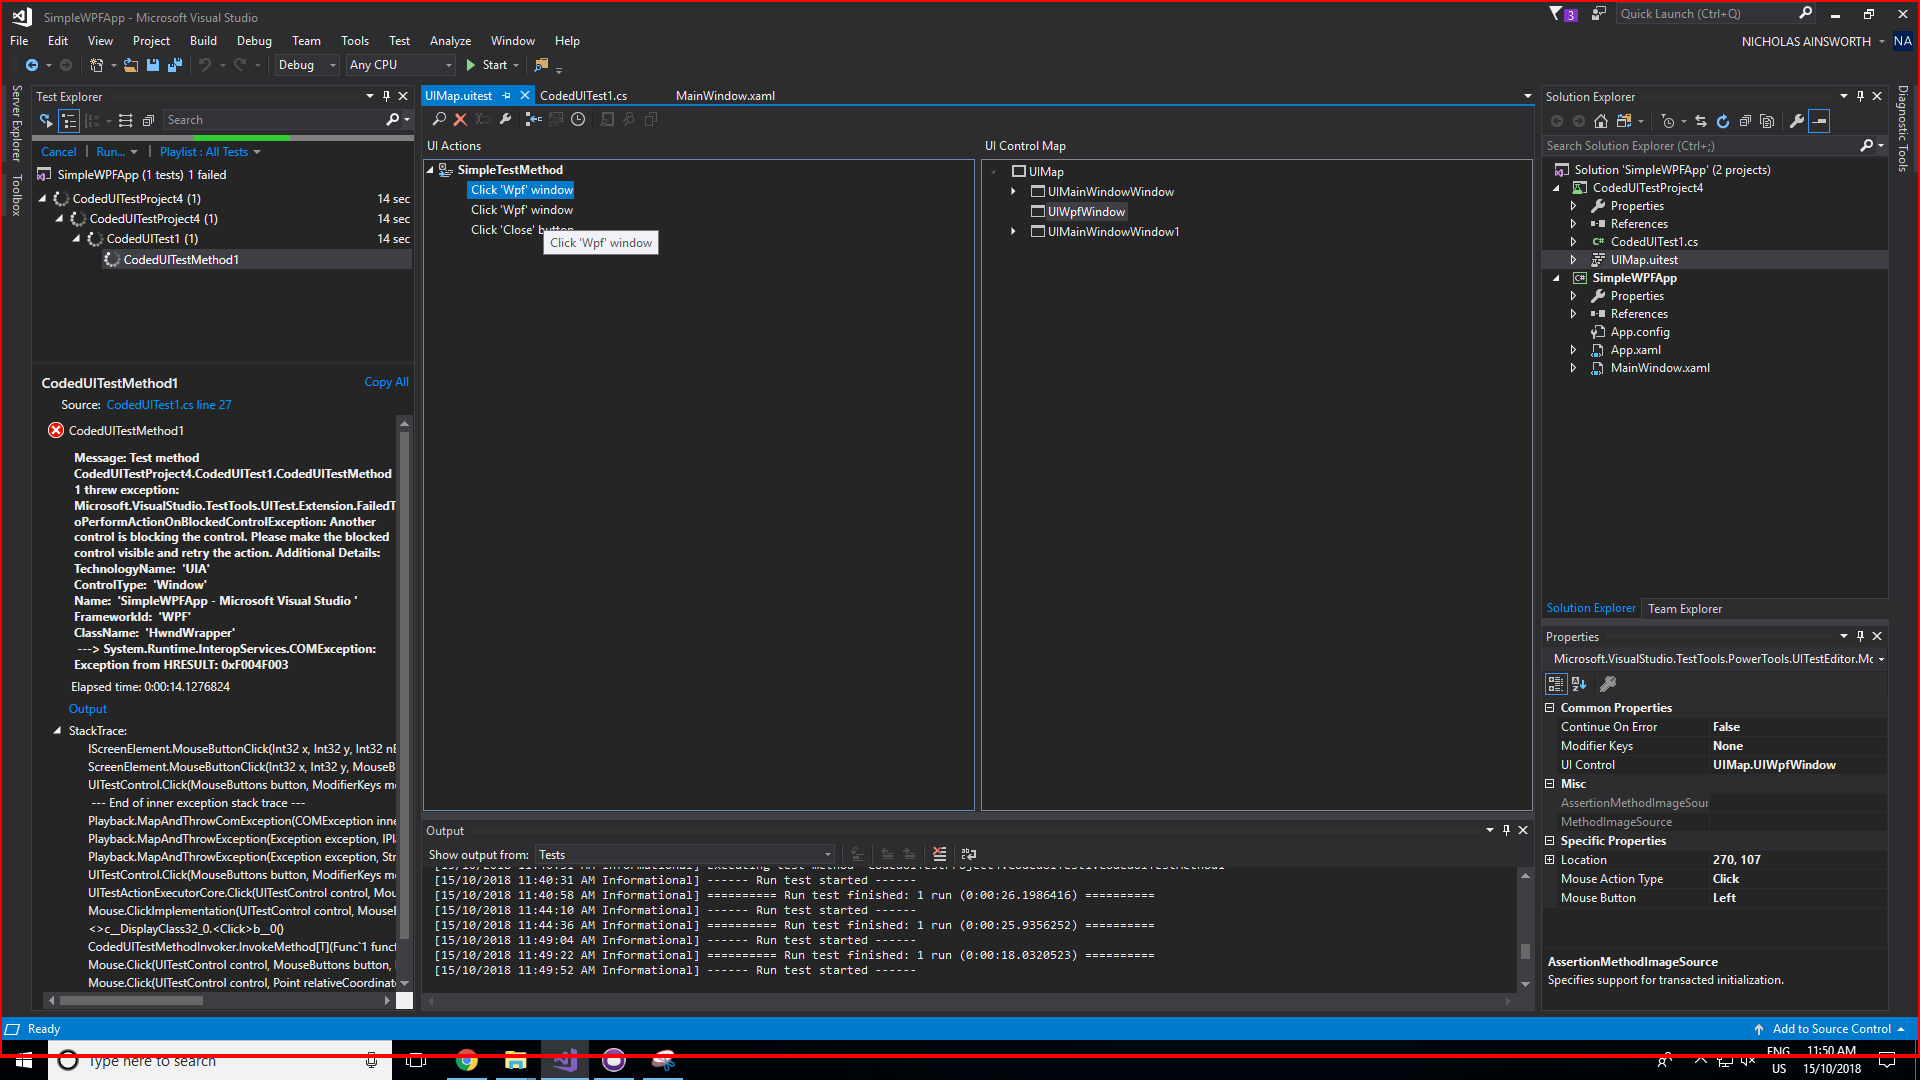 SimpleWPFApp - Microsoft Visual Studio
3
Quick Launch (Ctrl+Q)
File Edit View Project Build Debug Team Tools Test Analyze Window Help
NICHOLAS AINSWORTH
NA
Debug
Any CPU
Start
Server Explorer
Toolbox
Test Explorer
Search
Cancel
Run...
Playlist : All Tests
SimpleWPFApp (1 tests) 1 failed
CodedUITestProject4 (1) 14 sec
CodedUITestProject4 (1) 14 sec
CodedUITest1 (1) 14 sec
CodedUITestMethod1
CodedUITestMethod1
Copy All
Source: CodedUITest1.cs line 27
CodedUITestMethod1
Message: Test method
CodedUITestProject4.CodedUITest1.CodedUITestMethod
1 threw exception:
Microsoft.VisualStudio.TestTools.UITest.Extension.FailedT
oPerformActionOnBlockedControlException: Another
control is blocking the control. Please make the blocked
control visible and retry the action. Additional Details:
TechnologyName: 'UIA'
ControlType: 'Window'
Name: 'SimpleWPFApp - Microsoft Visual Studio '
FrameworkId: 'WPF'
ClassName: 'HwndWrapper'
---> System.Runtime.InteropServices.COMException:
Exception from HRESULT: 0xF004F003
Elapsed time: 0:00:14.1276824
Output
StackTrace:
IScreenElement.MouseButtonClick(Int32 x, Int32 y, Int32 nB
ScreenElement.MouseButtonClick(Int32 x, Int32 y, MouseB
UITestControl.Click(MouseButtons button, ModifierKeys mo
--- End of inner exception stack trace ---
Playback.MapAndThrowComException(COMException inne
Playback.MapAndThrowException(Exception exception, IPl
Playback.MapAndThrowException(Exception exception, Str
UITestControl.Click(MouseButtons button, ModifierKeys mo
UITestActionExecutorCore.Click(UITestControl control, Mou
Mouse.ClickImplementation(UITestControl control, MouseB
<>c__DisplayClass32_0.<Click>b__0()
CodedUITestMethodInvoker.InvokeMethod[T](Func`1 funct
Mouse.Click(UITestControl control, MouseButtons button,
Mouse.Click(UITestControl control, Point relativeCoordinat
UIMap.uitest
CodedUITest1.cs
MainWindow.xaml
UI Actions
SimpleTestMethod
Click 'Wpf' window
Click 'Wpf' window
Click 'Close' button
Click 'Wpf' window
UI Control Map
UIMap
UIMainWindowWindow
UIWpfWindow
UIMainWindowWindow1
Output
Show output from: Tests
[15/10/2018 11:40:31 AM Informational] ------ Run test started ------
[15/10/2018 11:40:58 AM Informational] ========== Run test finished: 1 run (0:00:26.1986416) ==========
[15/10/2018 11:44:10 AM Informational] ------ Run test started ------
[15/10/2018 11:44:36 AM Informational] ========== Run test finished: 1 run (0:00:25.9356252) ==========
[15/10/2018 11:49:04 AM Informational] ------ Run test started ------
[15/10/2018 11:49:22 AM Informational] ========== Run test finished: 1 run (0:00:18.0320523) ==========
[15/10/2018 11:49:52 AM Informational] ------ Run test started ------
Solution Explorer
Search Solution Explorer (Ctrl+;)
Solution 'SimpleWPFApp' (2 projects)
CodedUITestProject4
Properties
References
CodedUITest1.cs
UIMap.uitest
SimpleWPFApp
Properties
References
App.config
App.xaml
MainWindow.xaml
Solution Explorer
Team Explorer
Diagnostic Tools
Properties
Microsoft.VisualStudio.TestTools.PowerTools.UITestEditor.Mc
Common Properties
Continue On Error False
Modifier Keys None
UI Control UIMap.UIWpfWindow
Misc
AssertionMethodImageSour
MethodImageSource
Specific Properties
Location 270, 107
Mouse Action Type Click
Mouse Button Left
AssertionMethodImageSource
Specifies support for transacted initialization.
Ready
Add to Source Control
Type here to search
ENG
US
11:50 AM
15/10/2018